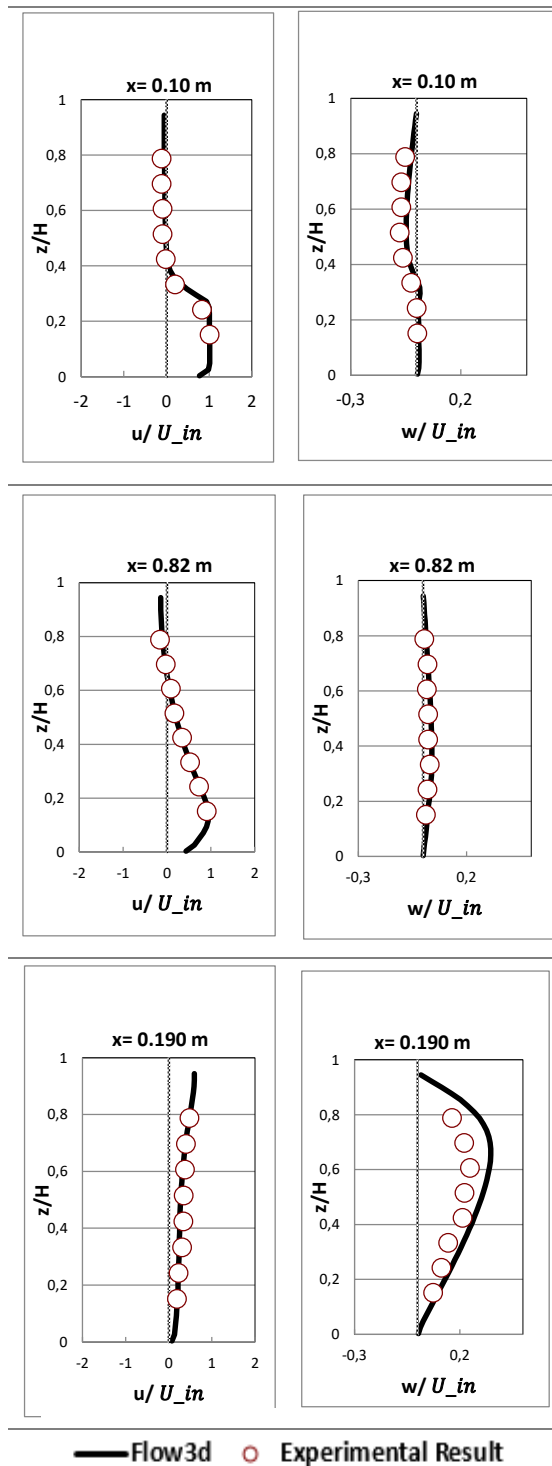 x= 0.10 m
1
0,8
0,6
0,4
0,2
0
z/H
-2 -1 0 1 2
u/ U_in
x= 0.10 m
1
0,8
0,6
0,4
0,2
0
z/H
-0,3 0,2
w/ U_in
x= 0.82 m
1
0,8
0,6
0,4
0,2
0
z/H
-2 -1 0 1 2
u/ U_in
x= 0.82 m
1
0,8
0,6
0,4
0,2
0
z/H
-0,3 0,2
w/ U_in
x= 0.190 m
1
0,8
0,6
0,4
0,2
0
z/H
-2 -1 0 1 2
u/ U_in
x= 0.190 m
1
0,8
0,6
0,4
0,2
0
z/H
-0,3 0,2
w/ U_in
Flow3d Experimental Result